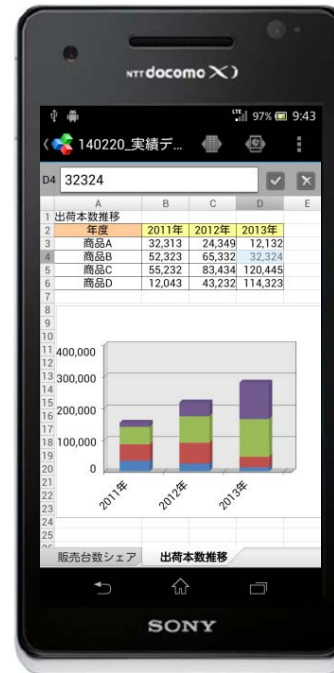 NTT docomo Xi
LTE 97% 9:43
140220_実績デ...
D4 32324
A B C D E
1 出荷本数推移
2 年度 2011年 2012年 2013年
3 商品A 32,313 24,349 12,132
4 商品B 52,323 65,332 32,324
5 商品C 55,232 83,434 120,445
6 商品D 12,043 43,232 114,323
7
8
9
10
11 400,000
12
13 300,000
14
15 200,000
16
17
18 100,000
19
20 0
21
22 2011年 2012年 2013年
23
24
25
販売台数シェア 出荷本数推移
SONY